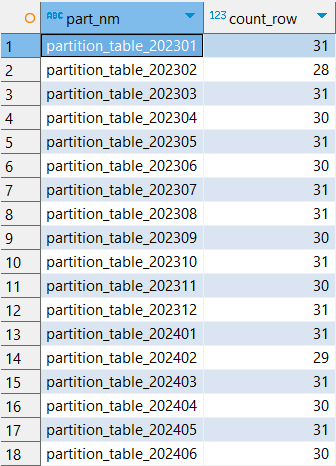 ABC part_nm 123 count_row
1 partition_table_202301 31
2 partition_table_202302 28
3 partition_table_202303 31
4 partition_table_202304 30
5 partition_table_202305 31
6 partition_table_202306 30
7 partition_table_202307 31
8 partition_table_202308 31
9 partition_table_202309 30
10 partition_table_202310 31
11 partition_table_202311 30
12 partition_table_202312 31
13 partition_table_202401 31
14 partition_table_202402 29
15 partition_table_202403 31
16 partition_table_202404 30
17 partition_table_202405 31
18 partition_table_202406 30